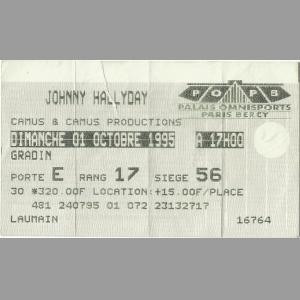 JOHNNY HALLYDAY
POPB
PALAIS OMNISPORTS
PARIS BERCY
CAMUS & CAMUS PRODUCTIONS
DIMANCHE 01 OCTOBRE 1995 A 17H00
GRADIN
PORTE E RANG 17 SIEGE 56
30 *320.00F LOCATION:+15.00F/PLACE
481 240795 01 072 23132717
LAUMAIN 16764